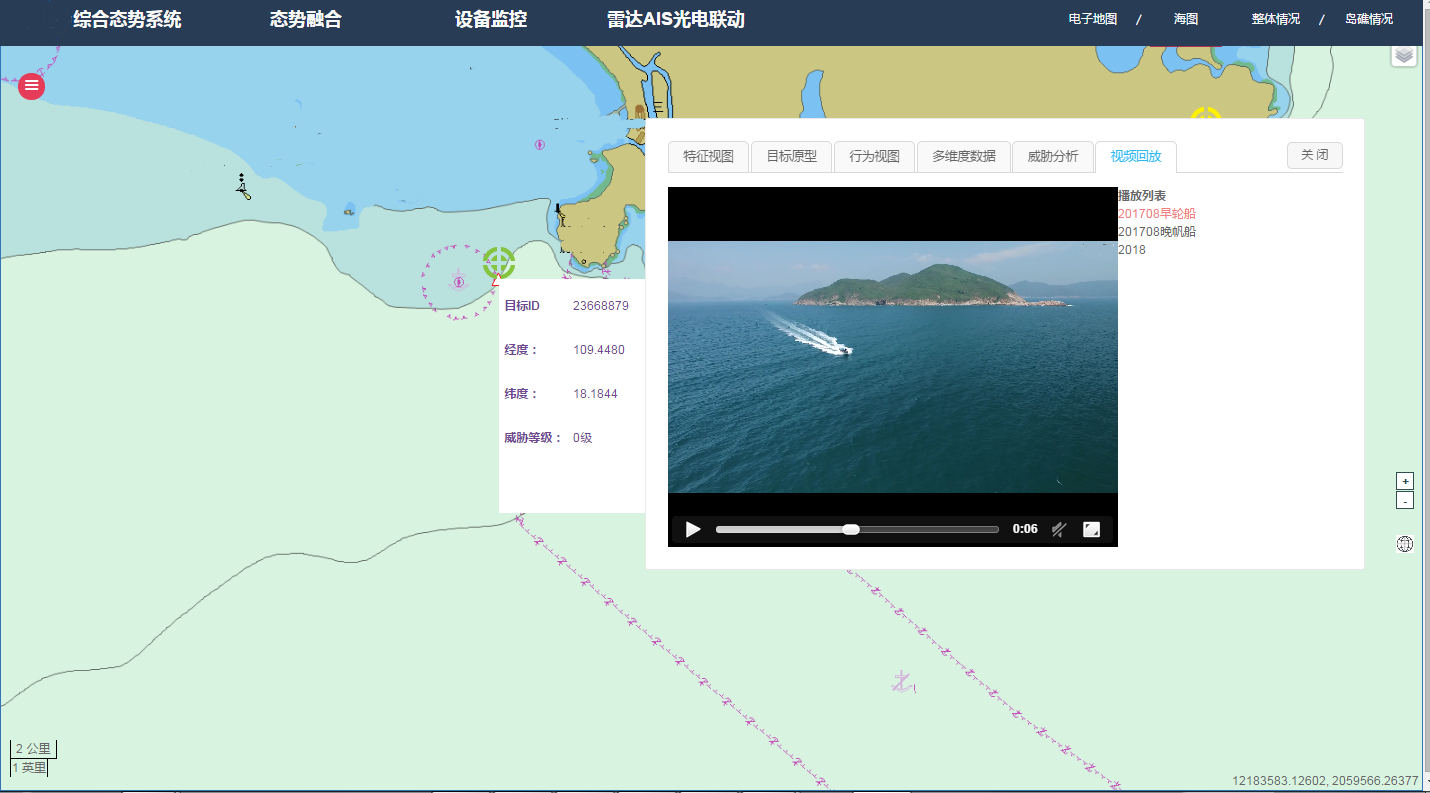 综合态势系统
态势融合
设备监控
雷达AIS光电联动
电子地图 / 海图
整体情况 / 岛礁情况
特征视图
目标原型
行为视图
多维度数据
威胁分析
视频回放
关 闭
播放列表
201708早轮船
201708晚帆船
2018
目标ID 23668879
经度： 109.4480
纬度： 18.1844
威胁等级： 0级
0:06
+
-
2 公里
1 英里
12183583.12602, 2059566.26377